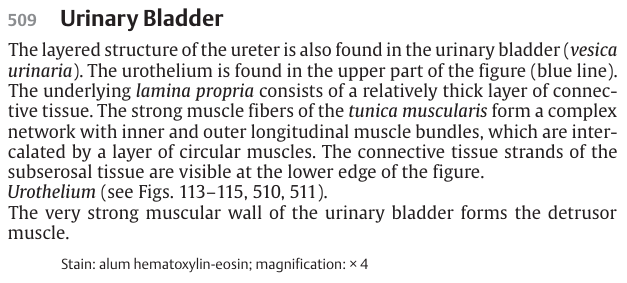 509 Urinary Bladder
The layered structure of the ureter is also found in the urinary bladder (vesica
urinaria). The urothelium is found in the upper part of the figure (blue line).
The underlying lamina propria consists of a relatively thick layer of connec-
tive tissue. The strong muscle fibers of the tunica muscularis form a complex
network with inner and outer longitudinal muscle bundles, which are inter-
calated by a layer of circular muscles. The connective tissue strands of the
subserosal tissue are visible at the lower edge of the figure.
Urothelium (see Figs. 113–115, 510, 511).
The very strong muscular wall of the urinary bladder forms the detrusor
muscle.
Stain: alum hematoxylin-eosin; magnification: × 4